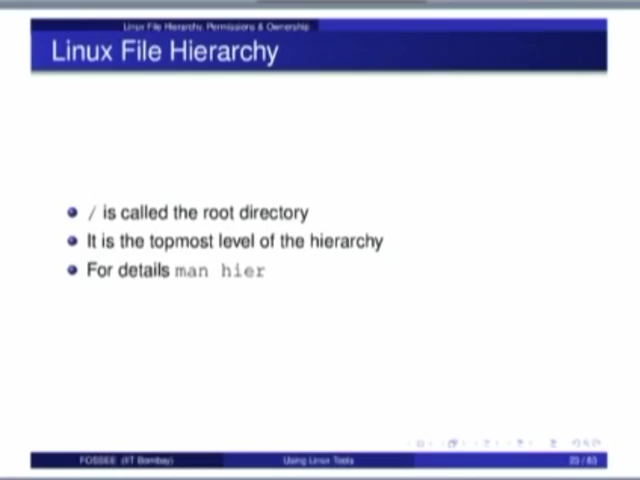 Linux File Hierarchy, Permissions & Ownership
Linux File Hierarchy
/ is called the root directory
It is the topmost level of the hierarchy
For details man hier
FOSSEE (IIT Bombay)
Using Linux Tools